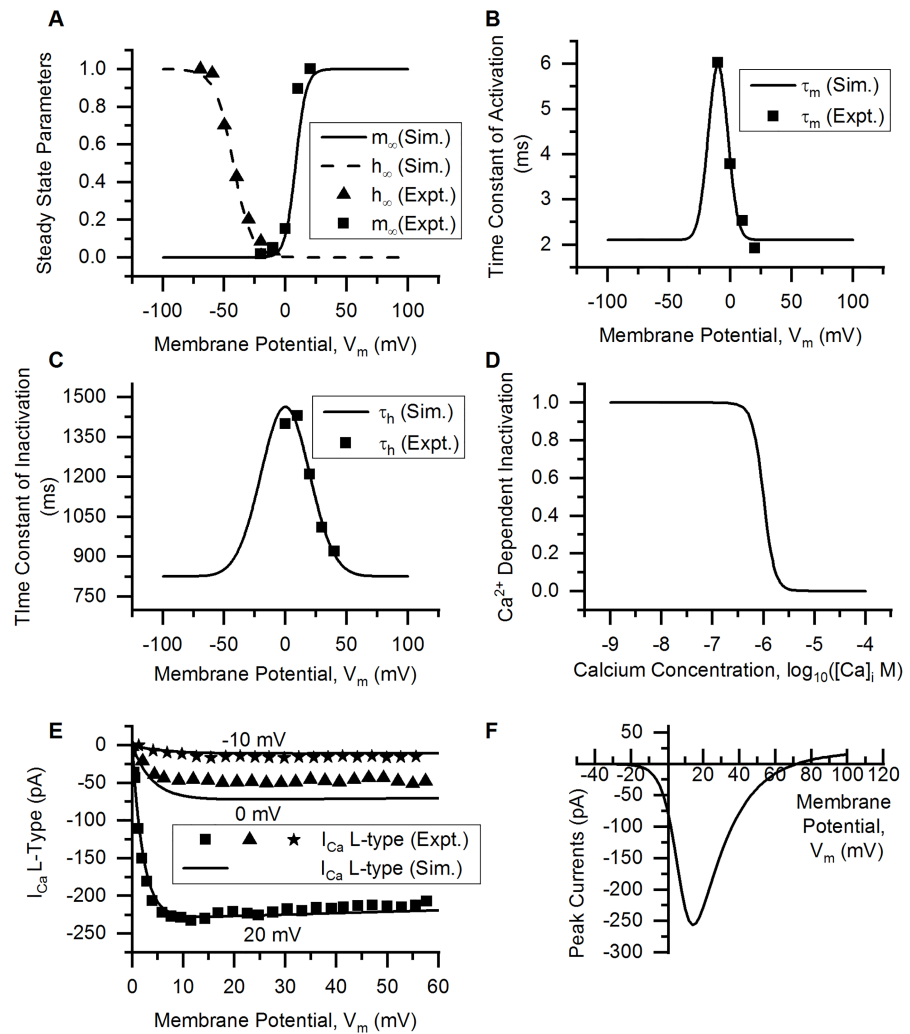 A
Steady State Parameters
1.0
0.8
0.6
0.4
0.2
0.0
m∞(Sim.)
h∞ (Sim.)
h∞ (Expt.)
m∞(Expt.)
-100 -50 0 50 100
Membrane Potential, Vm (mV)
B
Time Constant of Activation
(ms)
6
5
4
3
2
τm (Sim.)
τm (Expt.)
-100 -50 0 50 100
Membrane Potential, Vm (mV)
C
TIme Constant of Inactivation
(ms)
1500
1350
1200
1050
900
750
τh (Sim.)
τh (Expt.)
-100 -50 0 50 100
Membrane Potential, Vm (mV)
D
Ca2+ Dependent Inactivation
1.0
0.8
0.6
0.4
0.2
0.0
-9 -8 -7 -6 -5 -4
Calcium Concentration, log10([Ca]i M)
E
ICa L-Type (pA)
0
-50
-100
-150
-200
-250
-10 mV
0 mV
ICa L-type (Expt.)
ICa L-type (Sim.)
20 mV
0 10 20 30 40 50 60
Membrane Potential, Vm (mV)
F
Peak Currents (pA)
50
-50
-100
-150
-200
-250
-300
-40 -20 0 20 40 60 80 100 120
Membrane
Potential,
Vm (mV)